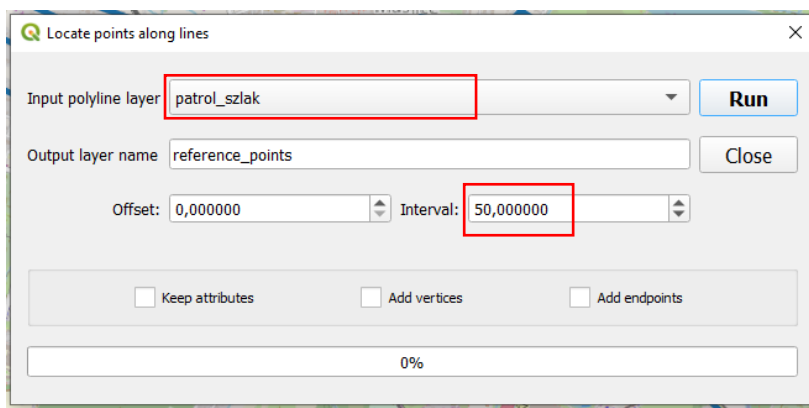 Locate points along lines
Input polyline layer patrol_szlak Run
Output layer name reference_points Close
Offset: 0,000000 Interval: 50,000000
Keep attributes Add vertices Add endpoints
0%